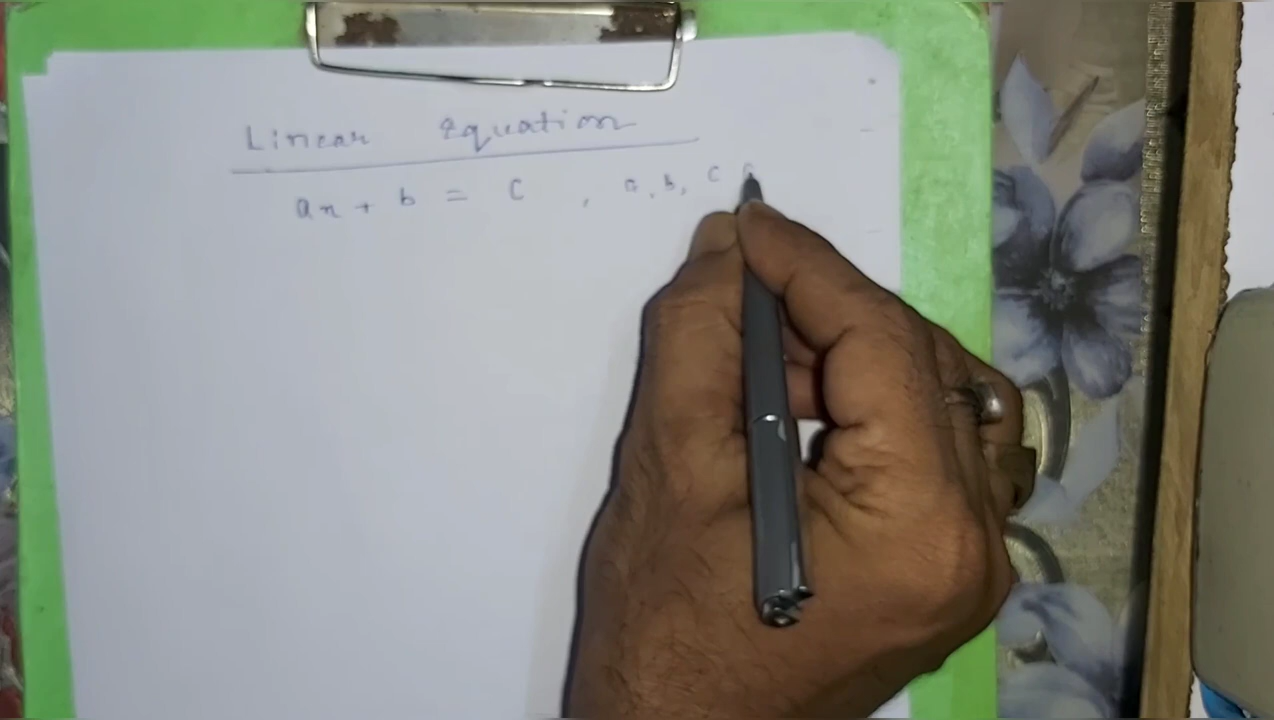 Linear Equation
ax + b = c , a, b, c